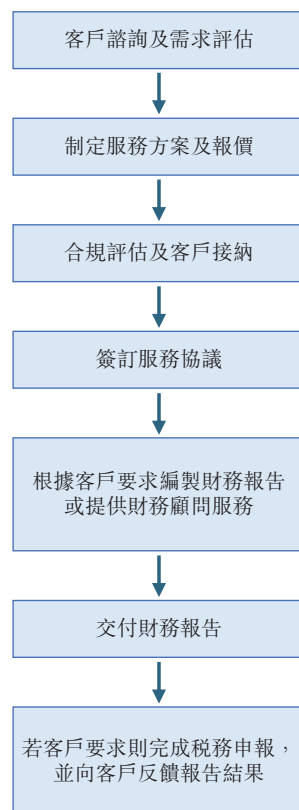 客戶諮詢及需求評估
制定服務方案及報價
合規評估及客戶接納
簽訂服務協議
根據客戶要求編製財務報告
或提供財務顧問服務
交付財務報告
若客戶要求則完成税務申報，
並向客戶反饋報告結果